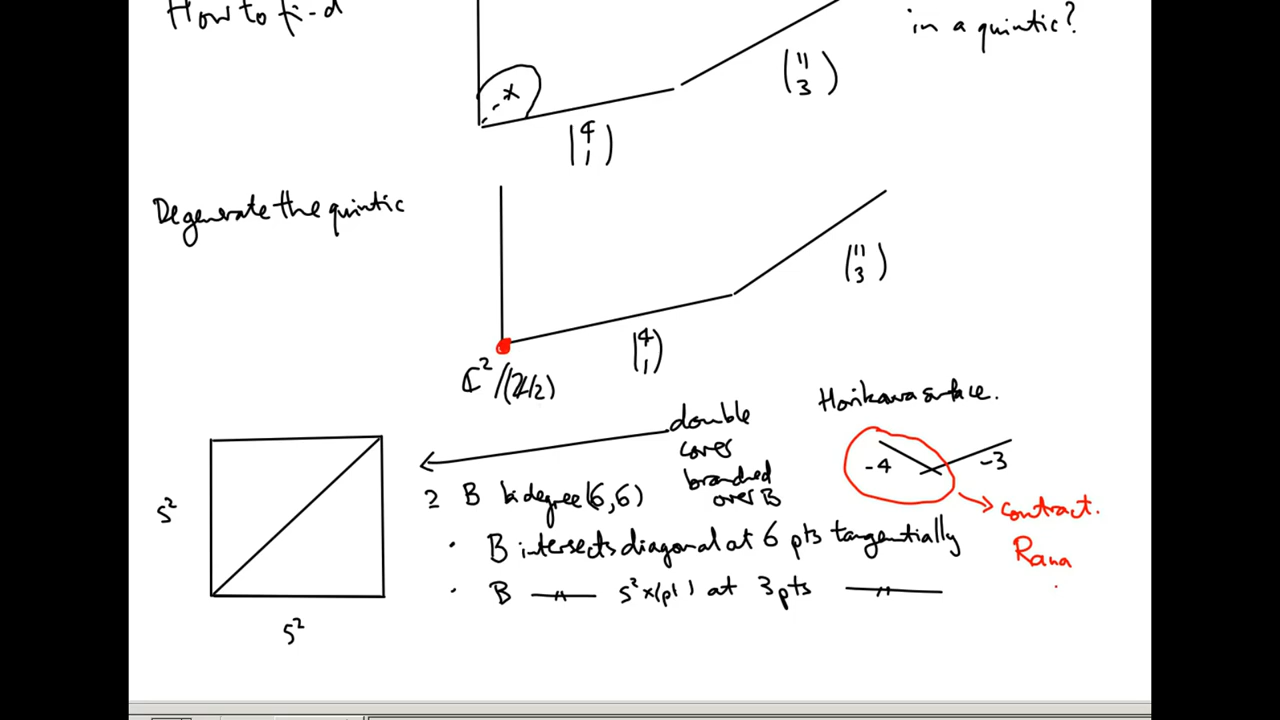 How to find
in a quintic?
x
(11
3)
(4
1)
Degenerate the quintic
(11
3)
(4
1)
ℂ²/(ℤ/2)
Horikawa surface.
double
cover
branched
over B
-4
-3
contract.
Rana
S²
S²
⊇ B bidegree (6,6)
· B intersects diagonal at 6 pts tangentially
· B —〃— S²×{pt} at 3 pts —〃—